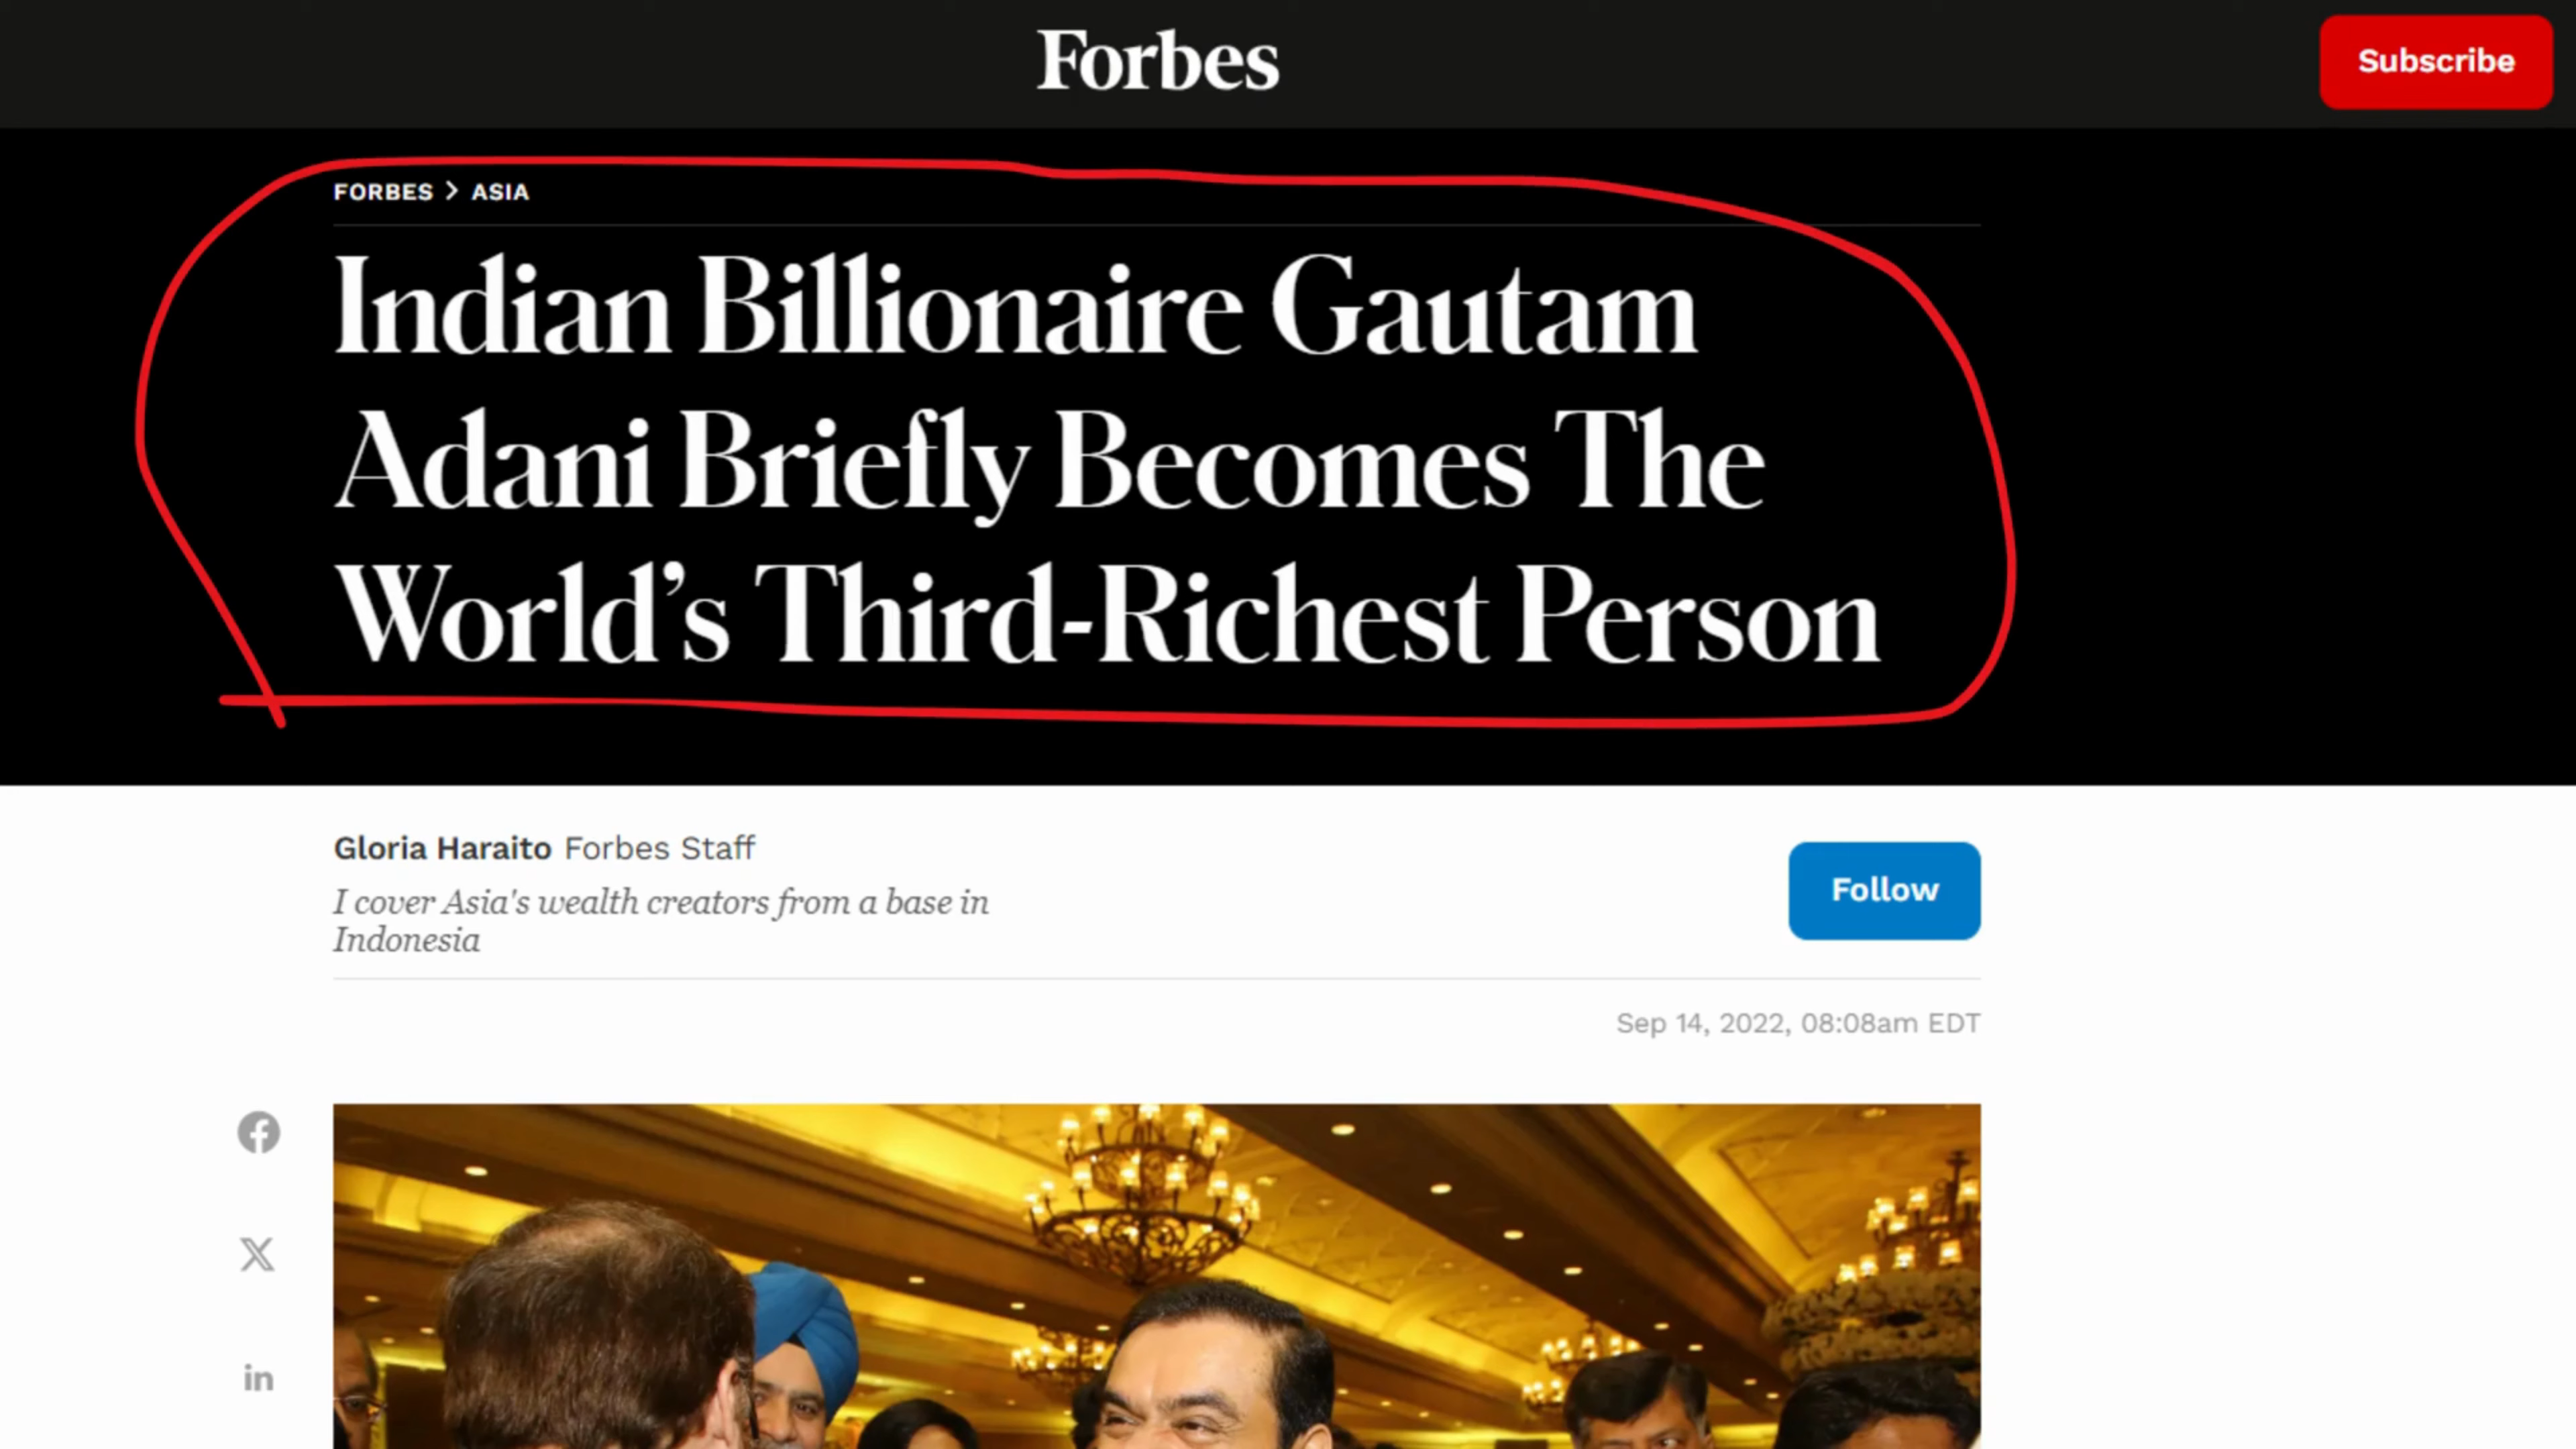 Forbes
Subscribe
FORBES > ASIA
Indian Billionaire Gautam
Adani Briefly Becomes The
World’s Third-Richest Person
Gloria Haraito Forbes Staff
I cover Asia's wealth creators from a base in
Indonesia
Follow
Sep 14, 2022, 08:08am EDT